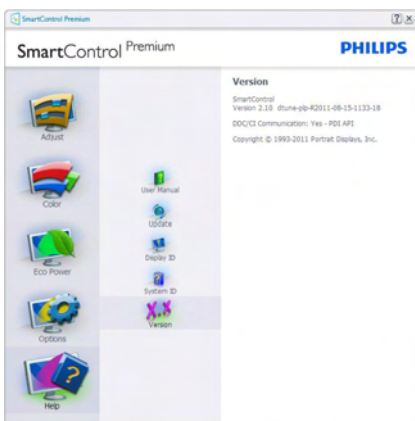 SmartControl Premium
SmartControl Premium
PHILIPS
Adjust
Color
Eco Power
Options
Help
User Manual
Update
Display ID
System ID
Version
Version
SmartControl
Version 2.10 dtune-plp-R2011-08-15-1133-18
DDC/CI Communication: Yes - PDI API
Copyright © 1993-2011 Portrait Displays, Inc.